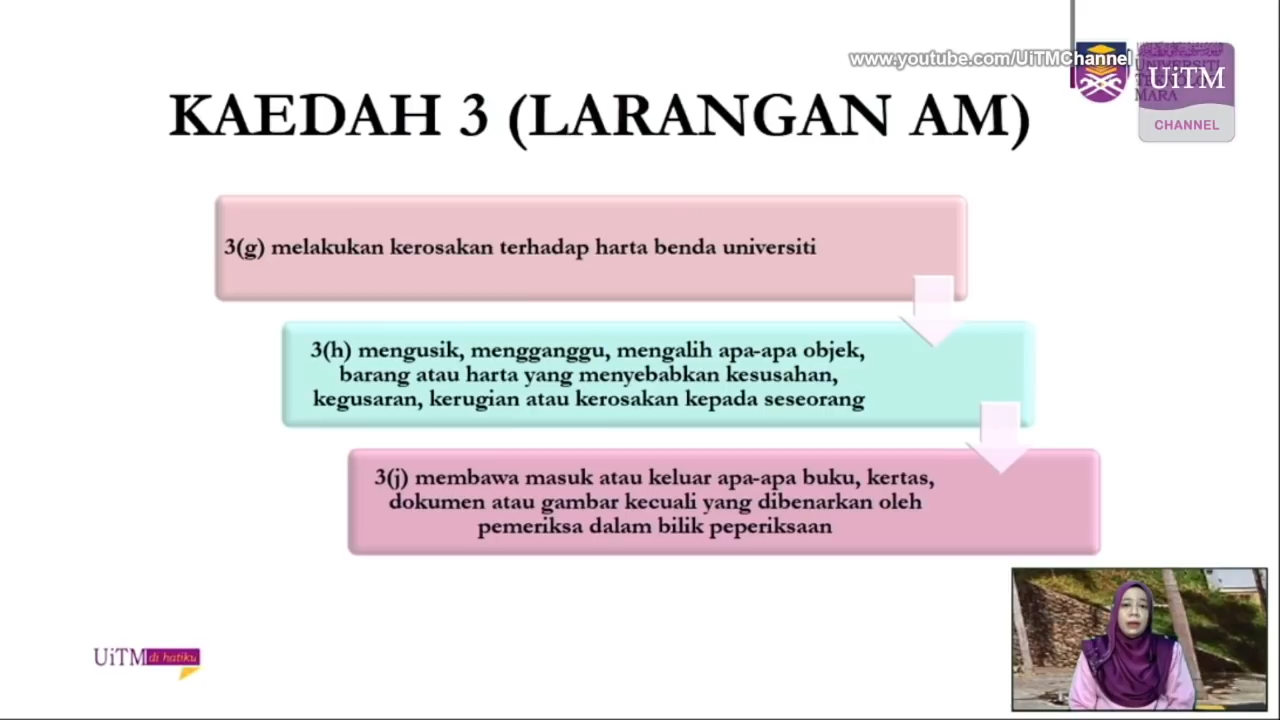 www.youtube.com/UiTMChannel
UNIVERSITI
TEKNOLOGI
MARA
UiTM
CHANNEL
KAEDAH 3 (LARANGAN AM)
3(g) melakukan kerosakan terhadap harta benda universiti
3(h) mengusik, mengganggu, mengalih apa-apa objek,
barang atau harta yang menyebabkan kesusahan,
kegusaran, kerugian atau kerosakan kepada seseorang
3(j) membawa masuk atau keluar apa-apa buku, kertas,
dokumen atau gambar kecuali yang dibenarkan oleh
pemeriksa dalam bilik peperiksaan
UiTM di hatiku